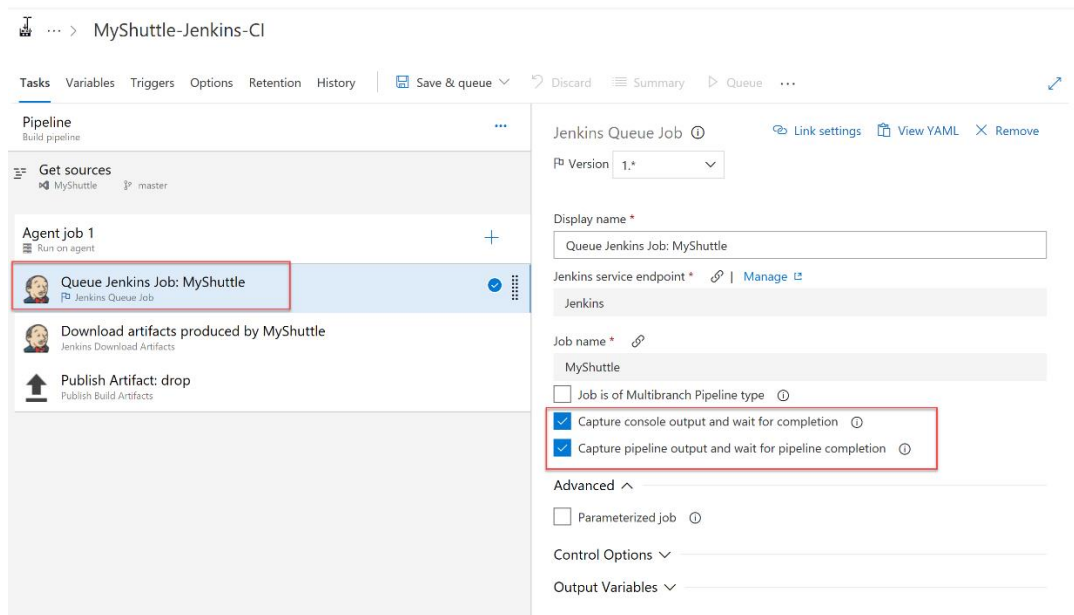 ... > MyShuttle-Jenkins-CI
Tasks Variables Triggers Options Retention History Save & queue Discard Summary Queue ...
Pipeline
Build pipeline
...
Get sources
MyShuttle master
Agent job 1
Run on agent
Queue Jenkins Job: MyShuttle
Jenkins Queue Job
Download artifacts produced by MyShuttle
Jenkins Download Artifacts
Publish Artifact: drop
Publish Build Artifacts
Jenkins Queue Job Link settings View YAML Remove
Version 1.*
Display name *
Queue Jenkins Job: MyShuttle
Jenkins service endpoint * | Manage
Jenkins
Job name *
MyShuttle
Job is of Multibranch Pipeline type
Capture console output and wait for completion
Capture pipeline output and wait for pipeline completion
Advanced
Parameterized job
Control Options
Output Variables